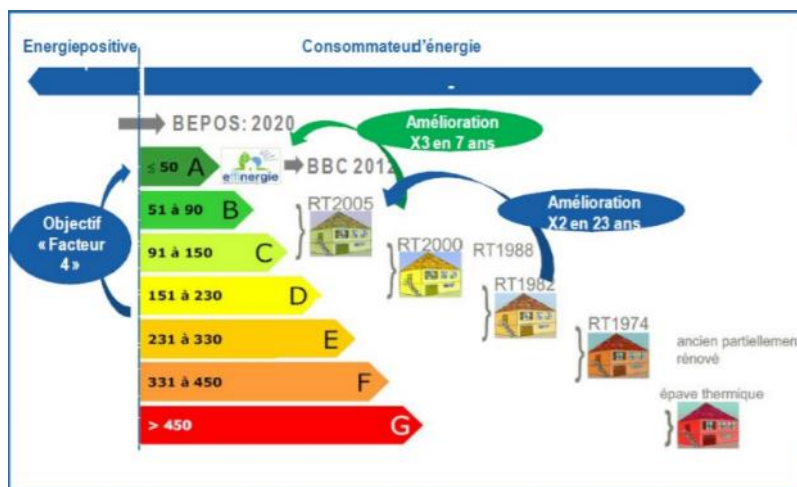 Energiepositive
Consommateur d'énergie
-
BEPOS: 2020
Amélioration
X3 en 7 ans
≤ 50 A
effinergie
BBC 2012
51 à 90 B
RT2005
Amélioration
X2 en 23 ans
Objectif
« Facteur
4 »
91 à 150 C
RT2000
RT1988
151 à 230 D
RT1982
231 à 330 E
RT1974
ancien partiellemen
rénové
331 à 450 F
épave thermique
> 450 G